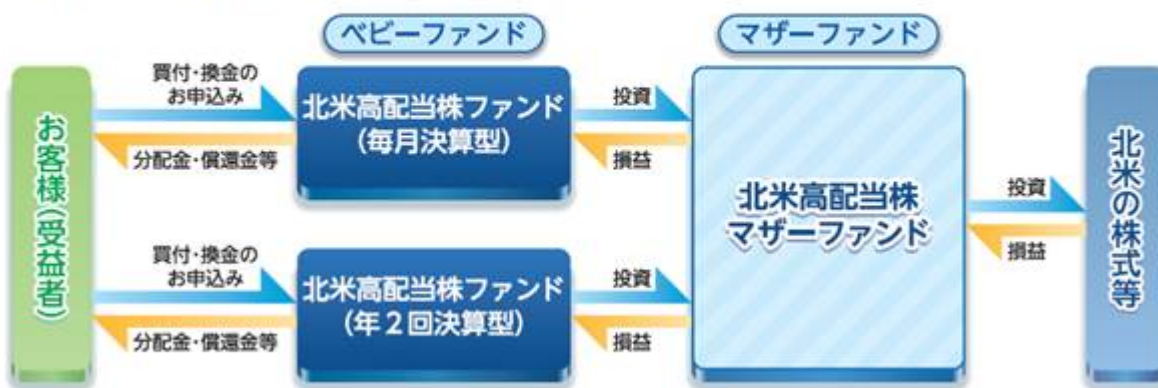 ベビーファンド
マザーファンド
お客様(受益者)
買付・換金の
お申込み
分配金・償還金等
北米高配当株ファンド
(毎月決算型)
投資
損益
買付・換金の
お申込み
分配金・償還金等
北米高配当株ファンド
(年2回決算型)
投資
損益
北米高配当株
マザーファンド
投資
損益
北米の株式等